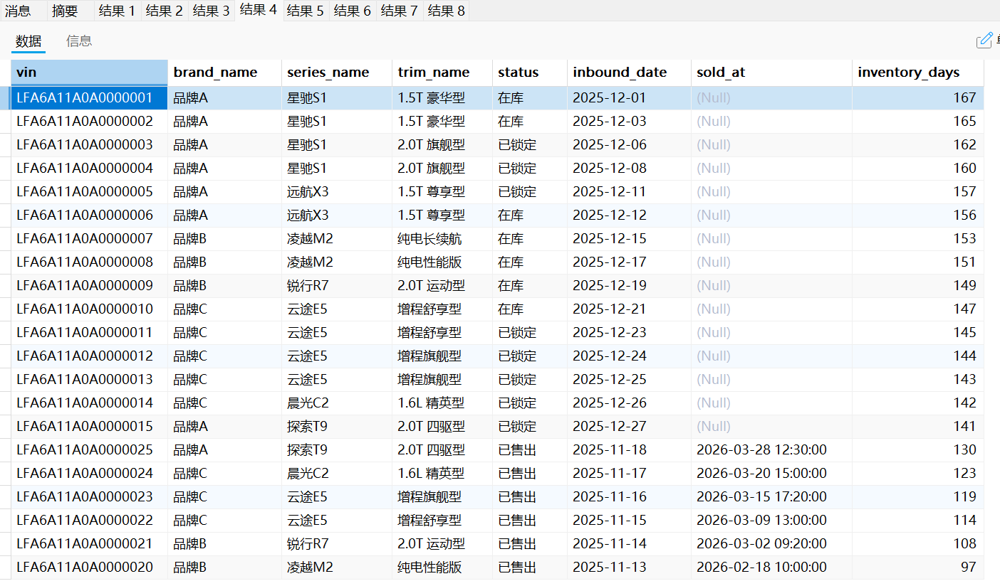 消息 摘要 结果 1 结果 2 结果 3 结果 4 结果 5 结果 6 结果 7 结果 8
数据 信息
vin brand_name series_name trim_name status inbound_date sold_at inventory_days
LFA6A11A0A0000001 品牌A 星驰S1 1.5T 豪华型 在库 2025-12-01 (Null) 167
LFA6A11A0A0000002 品牌A 星驰S1 1.5T 豪华型 在库 2025-12-03 (Null) 165
LFA6A11A0A0000003 品牌A 星驰S1 2.0T 旗舰型 已锁定 2025-12-06 (Null) 162
LFA6A11A0A0000004 品牌A 星驰S1 2.0T 旗舰型 已锁定 2025-12-08 (Null) 160
LFA6A11A0A0000005 品牌A 远航X3 1.5T 尊享型 已锁定 2025-12-11 (Null) 157
LFA6A11A0A0000006 品牌A 远航X3 1.5T 尊享型 在库 2025-12-12 (Null) 156
LFA6A11A0A0000007 品牌B 凌越M2 纯电长续航 在库 2025-12-15 (Null) 153
LFA6A11A0A0000008 品牌B 凌越M2 纯电性能版 在库 2025-12-17 (Null) 151
LFA6A11A0A0000009 品牌B 锐行R7 2.0T 运动型 在库 2025-12-19 (Null) 149
LFA6A11A0A0000010 品牌C 云途E5 增程舒享型 在库 2025-12-21 (Null) 147
LFA6A11A0A0000011 品牌C 云途E5 增程舒享型 已锁定 2025-12-23 (Null) 145
LFA6A11A0A0000012 品牌C 云途E5 增程旗舰型 已锁定 2025-12-24 (Null) 144
LFA6A11A0A0000013 品牌C 云途E5 增程旗舰型 已锁定 2025-12-25 (Null) 143
LFA6A11A0A0000014 品牌C 晨光C2 1.6L 精英型 已锁定 2025-12-26 (Null) 142
LFA6A11A0A0000015 品牌A 探索T9 2.0T 四驱型 已锁定 2025-12-27 (Null) 141
LFA6A11A0A0000025 品牌A 探索T9 2.0T 四驱型 已售出 2025-11-18 2026-03-28 12:30:00 130
LFA6A11A0A0000024 品牌C 晨光C2 1.6L 精英型 已售出 2025-11-17 2026-03-20 15:00:00 123
LFA6A11A0A0000023 品牌C 云途E5 增程旗舰型 已售出 2025-11-16 2026-03-15 17:20:00 119
LFA6A11A0A0000022 品牌C 云途E5 增程舒享型 已售出 2025-11-15 2026-03-09 13:00:00 114
LFA6A11A0A0000021 品牌B 锐行R7 2.0T 运动型 已售出 2025-11-14 2026-03-02 09:20:00 108
LFA6A11A0A0000020 品牌B 凌越M2 纯电性能版 已售出 2025-11-13 2026-02-18 10:00:00 97